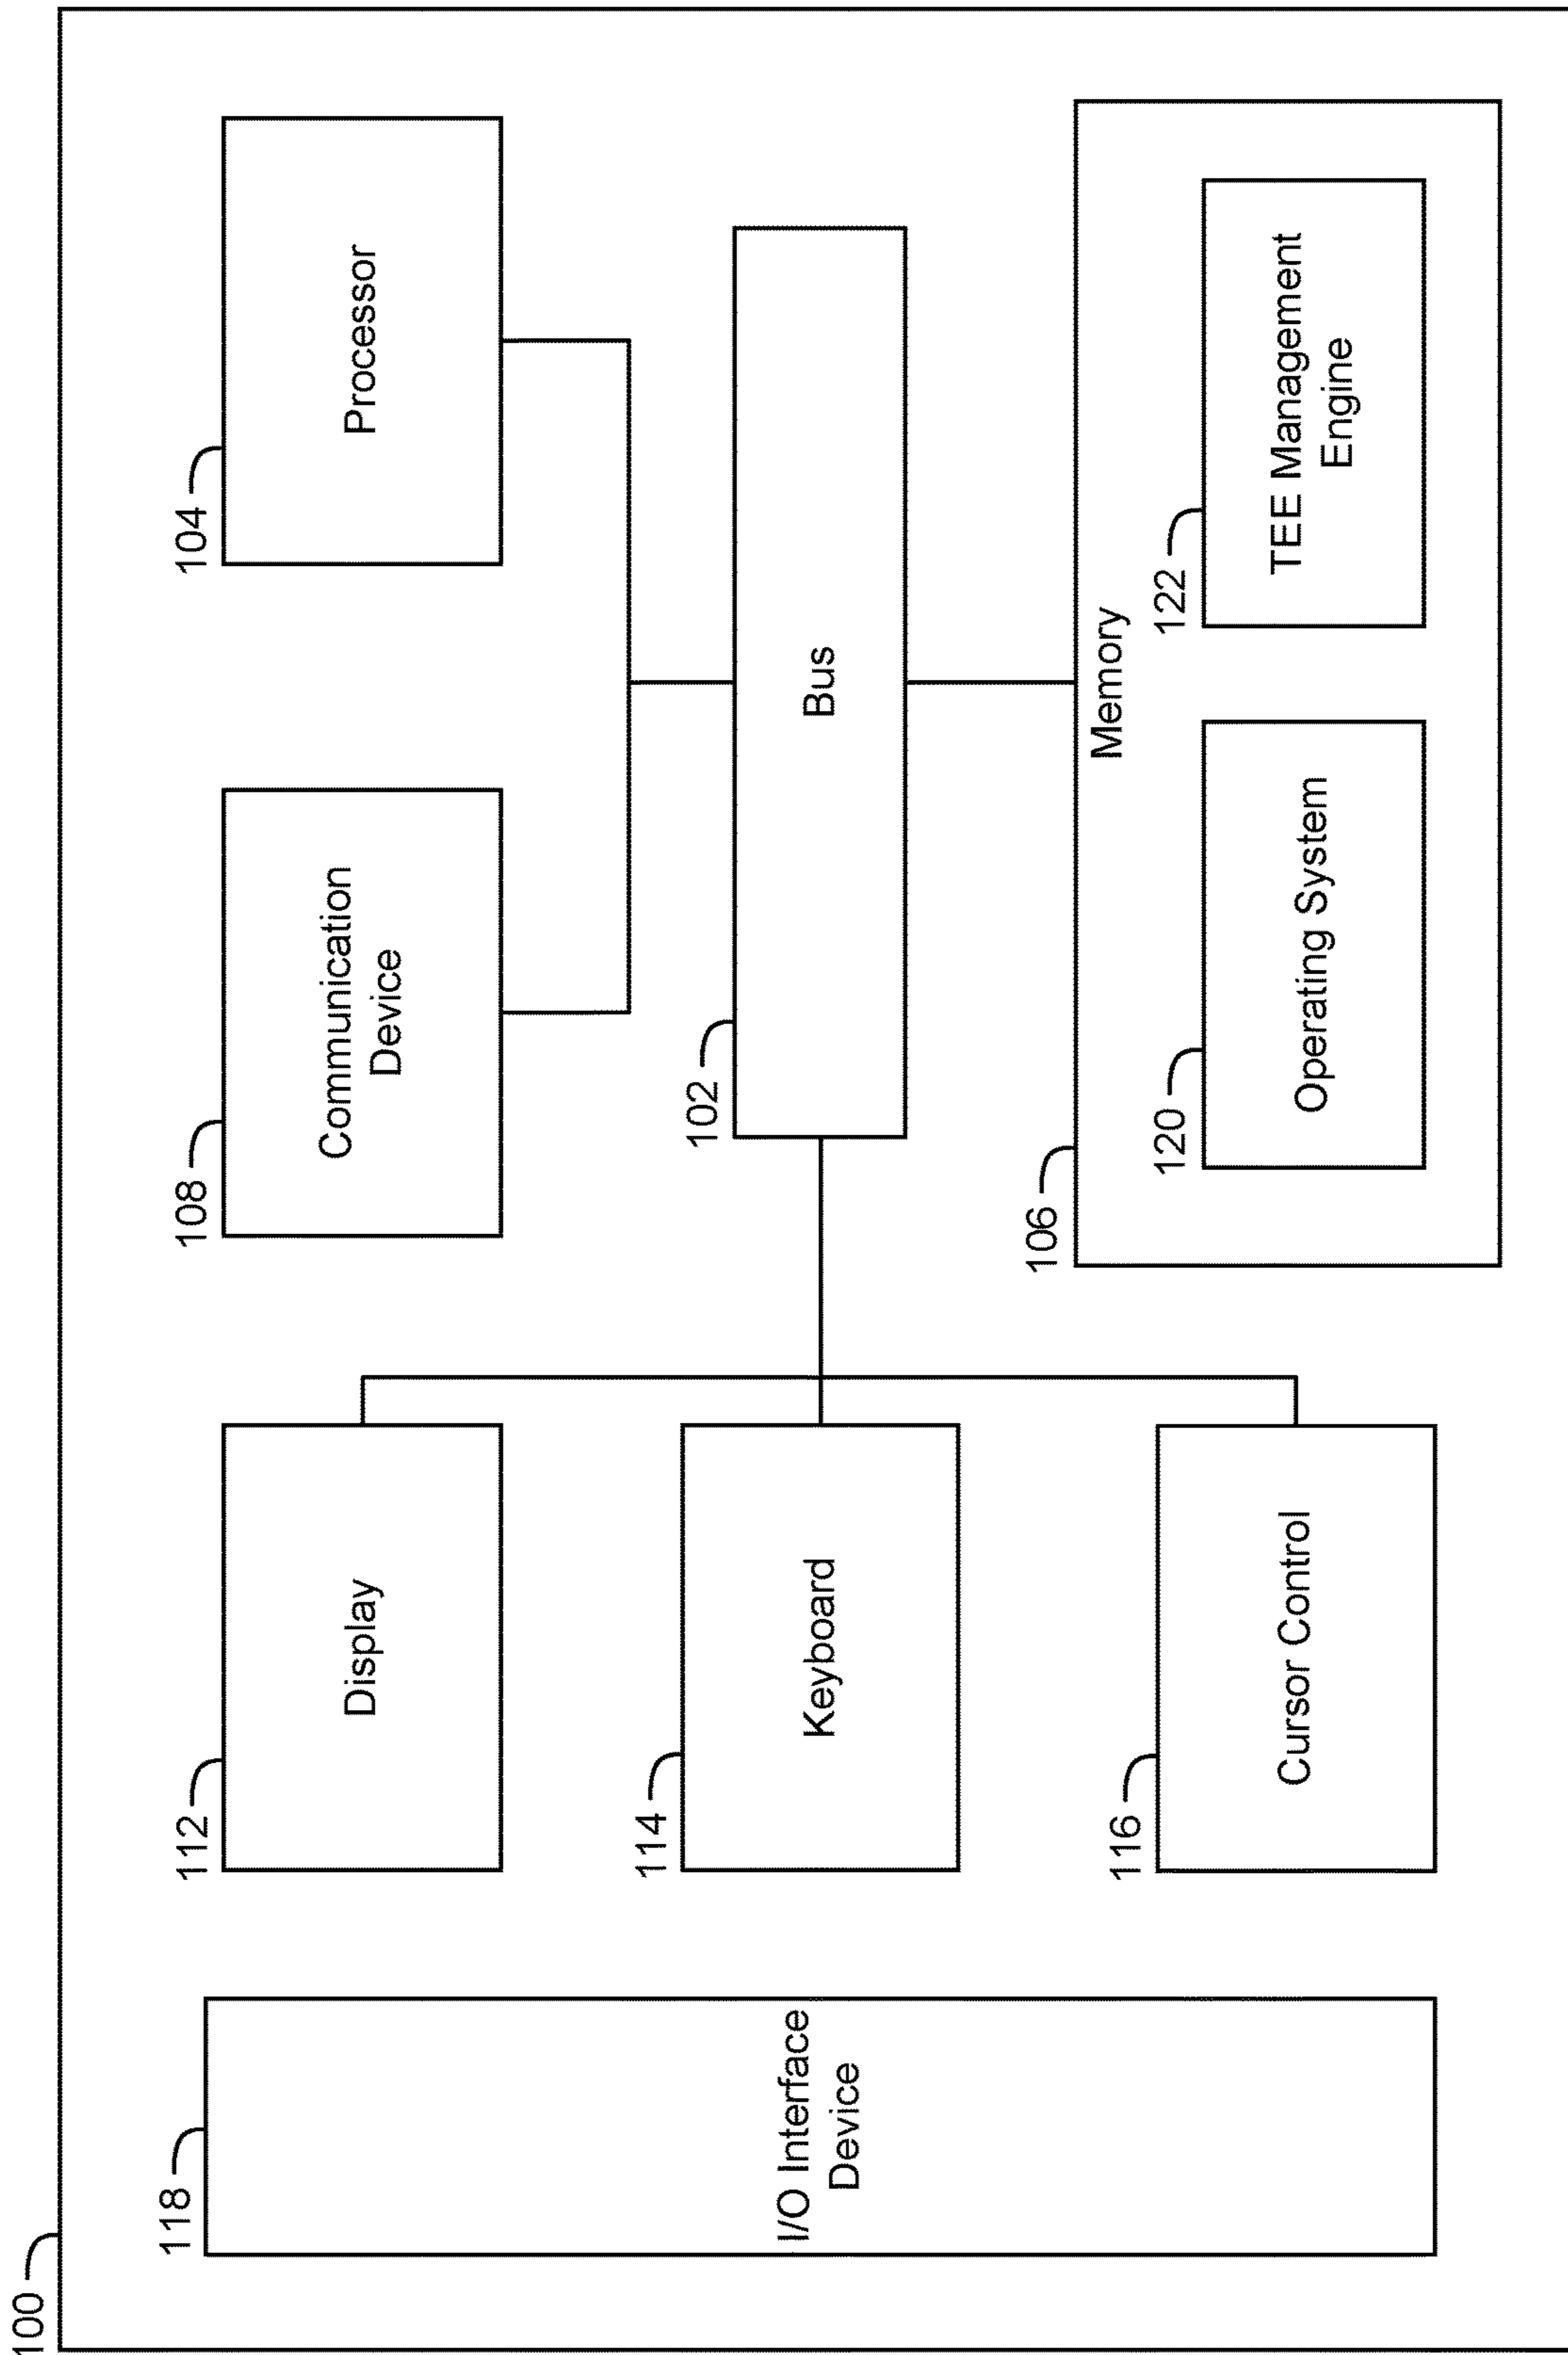 100
118
I/O Interface
Device
112
Display
114
Keyboard
116
Cursor Control
108
Communication
Device
104
Processor
102
Bus
106
Memory
120
Operating System
122
TEE Management
Engine